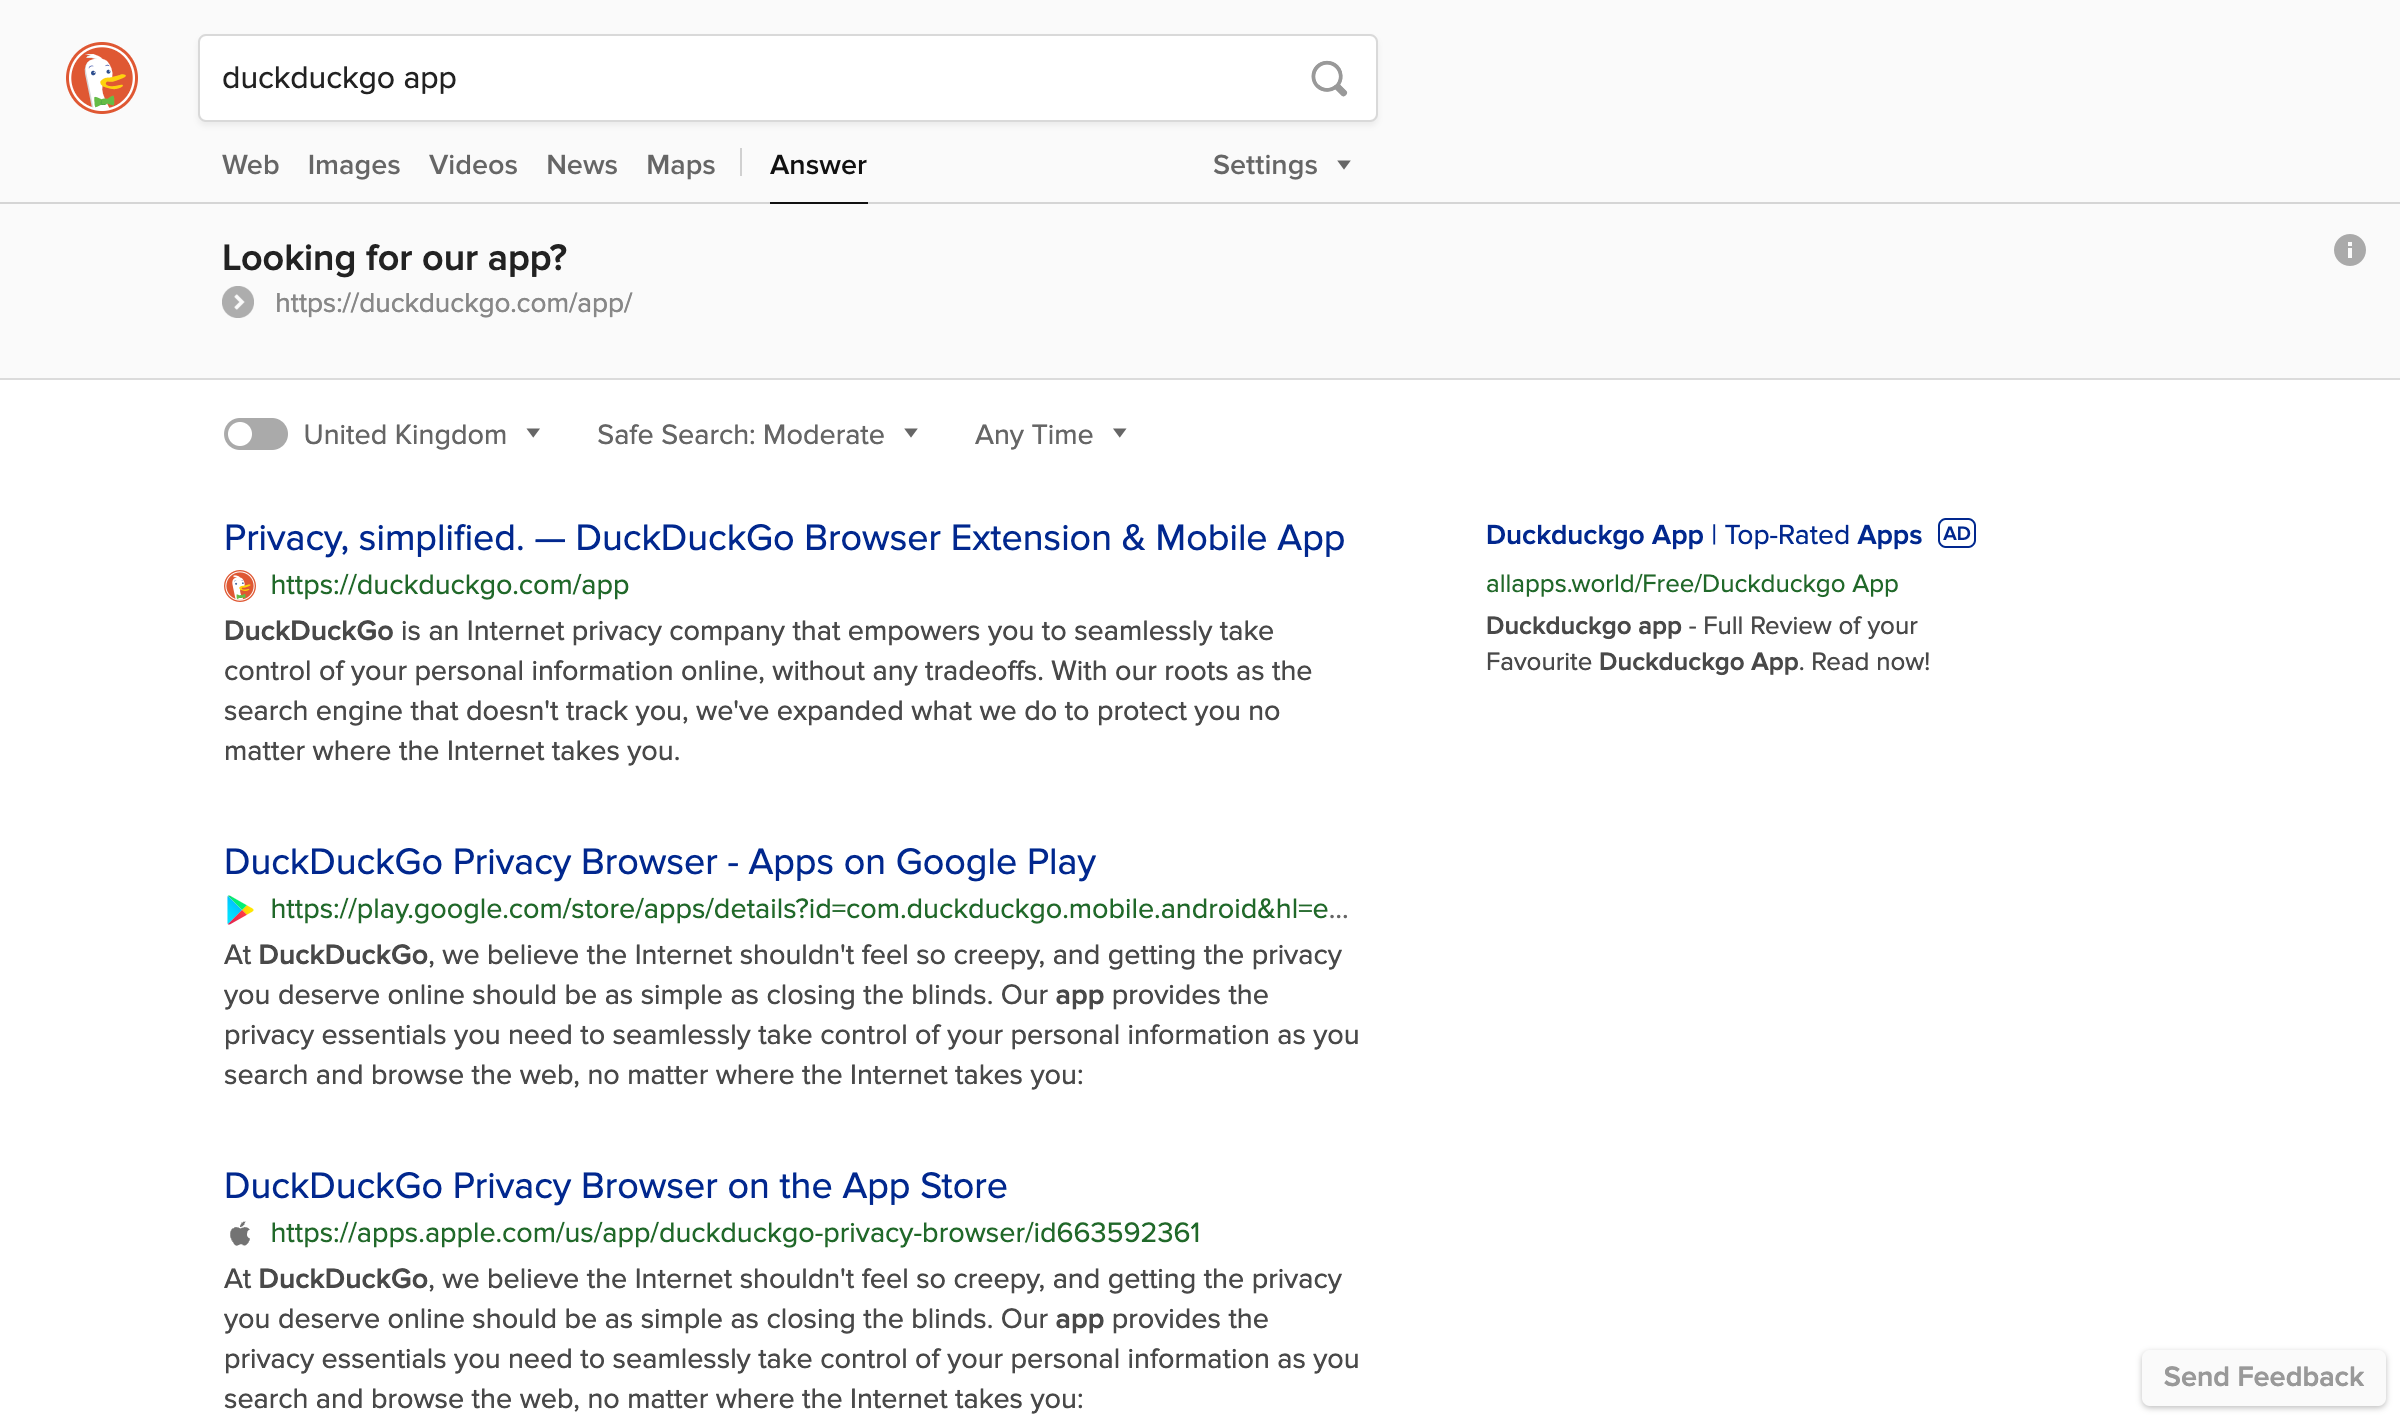 duckduckgo app
Web Images Videos News Maps Answer Settings
Looking for our app?
https://duckduckgo.com/app/
United Kingdom Safe Search: Moderate Any Time
Privacy, simplified. — DuckDuckGo Browser Extension & Mobile App
https://duckduckgo.com/app
DuckDuckGo is an Internet privacy company that empowers you to seamlessly take
control of your personal information online, without any tradeoffs. With our roots as the
search engine that doesn't track you, we've expanded what we do to protect you no
matter where the Internet takes you.
DuckDuckGo Privacy Browser - Apps on Google Play
https://play.google.com/store/apps/details?id=com.duckduckgo.mobile.android&hl=e...
At DuckDuckGo, we believe the Internet shouldn't feel so creepy, and getting the privacy
you deserve online should be as simple as closing the blinds. Our app provides the
privacy essentials you need to seamlessly take control of your personal information as you
search and browse the web, no matter where the Internet takes you:
DuckDuckGo Privacy Browser on the App Store
https://apps.apple.com/us/app/duckduckgo-privacy-browser/id663592361
At DuckDuckGo, we believe the Internet shouldn't feel so creepy, and getting the privacy
you deserve online should be as simple as closing the blinds. Our app provides the
privacy essentials you need to seamlessly take control of your personal information as you
search and browse the web, no matter where the Internet takes you:
Duckduckgo App | Top-Rated Apps AD
allapps.world/Free/Duckduckgo App
Duckduckgo app - Full Review of your
Favourite Duckduckgo App. Read now!
Send Feedback